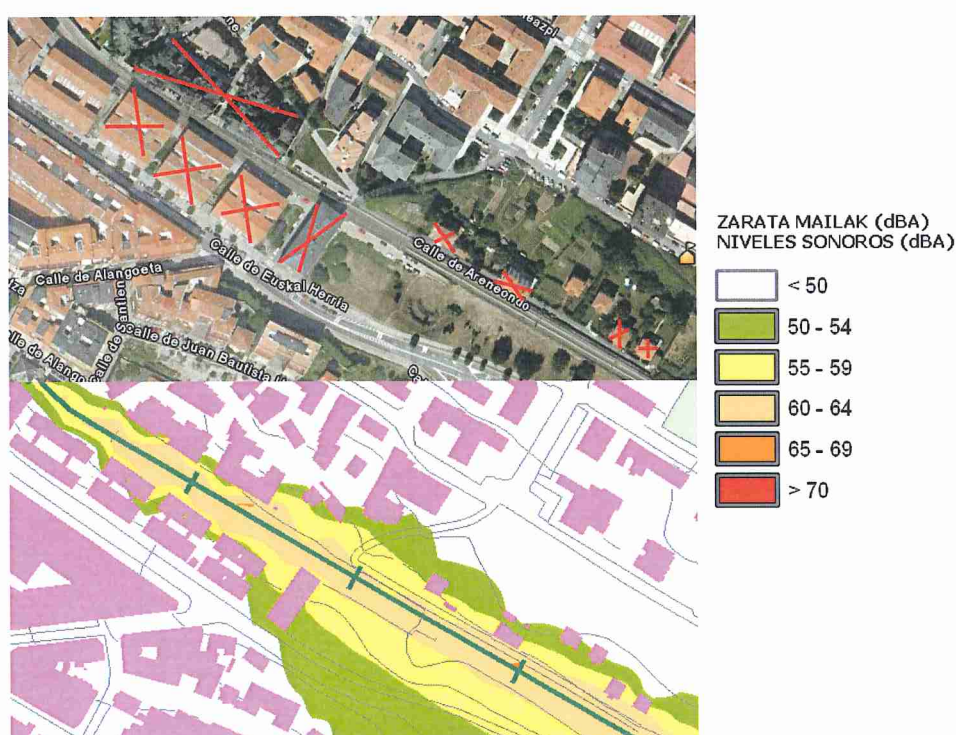 Calle de Alangoeta
Calle de Euskal Herria
Calle de Areneondo
Calle de Juan Bautista
ZARATA MAILAK (dBA)
NIVELES SONOROS (dBA)
< 50
50 - 54
55 - 59
60 - 64
65 - 69
> 70